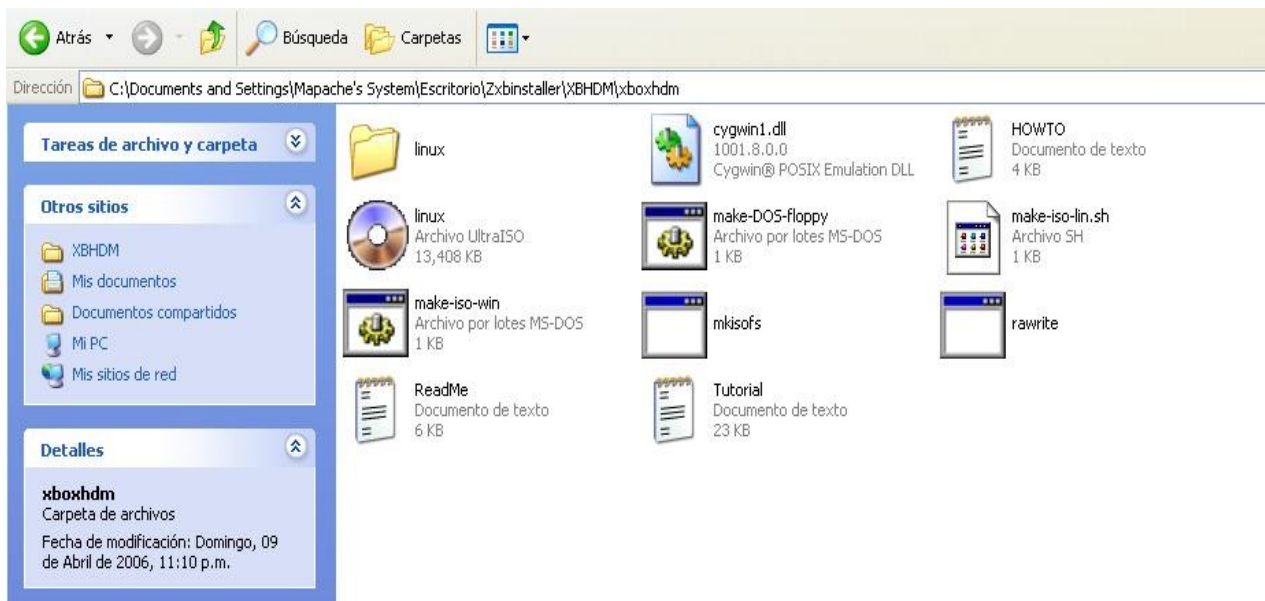 Atrás
Búsqueda
Carpetas
Dirección
C:\Documents and Settings\Mapache's System\Escritorio\Zxbinstaller\XBHDM\xboxhdm
Tareas de archivo y carpeta
Otros sitios
XBHDM
Mis documentos
Documentos compartidos
Mi PC
Mis sitios de red
Detalles
xboxhdm
Carpeta de archivos
Fecha de modificación: Domingo, 09
de Abril de 2006, 11:10 p.m.
linux
cygwin1.dll
1001.8.0.0
Cygwin® POSIX Emulation DLL
HOWTO
Documento de texto
4 KB
linux
Archivo UltraISO
13,408 KB
make-DOS-floppy
Archivo por lotes MS-DOS
1 KB
make-iso-lin.sh
Archivo SH
1 KB
make-iso-win
Archivo por lotes MS-DOS
1 KB
mkisofs
rawrite
ReadMe
Documento de texto
6 KB
Tutorial
Documento de texto
23 KB